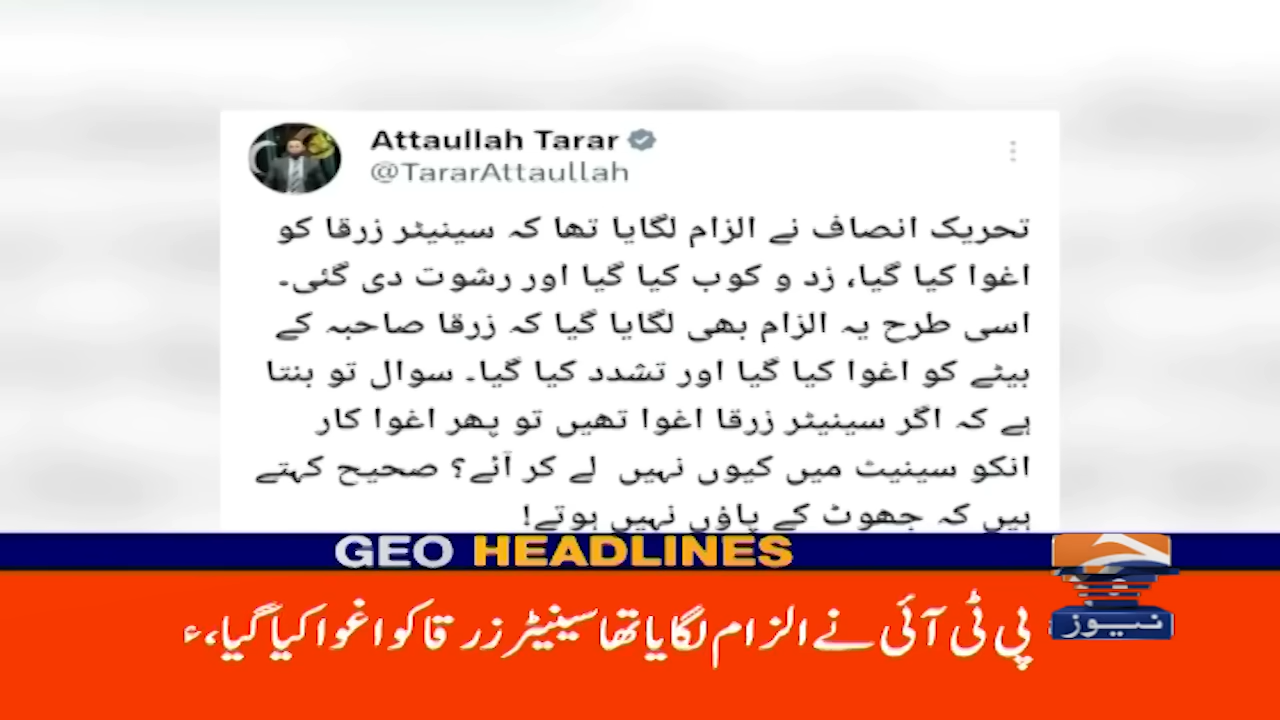 Attaullah Tarar
@TararAttaullah
تحریک انصاف نے الزام لگایا تھا کہ سینیٹر زرقا کو
اغوا کیا گیا، زد و کوب کیا گیا اور رشوت دی گئی۔
اسی طرح یہ الزام بھی لگایا گیا کہ زرقا صاحبہ کے
بیٹے کو اغوا کیا گیا اور تشدد کیا گیا۔ سوال تو بنتا
ہے کہ اگر سینیٹر زرقا اغوا تھیں تو پھر اغوا کار
انکو سینیٹ میں کیوں نہیں لے کر آئے؟ صحیح کہتے
ہیں کہ جھوٹ کے پاؤں نہیں ہوتے!
GEO HEADLINES
پی ٹی آئی نے الزام لگایا تھا سینیٹر زرقا کو اغوا کیا گیا،
نیوز